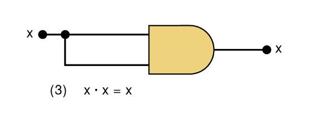 x
x
(3) x · x = x